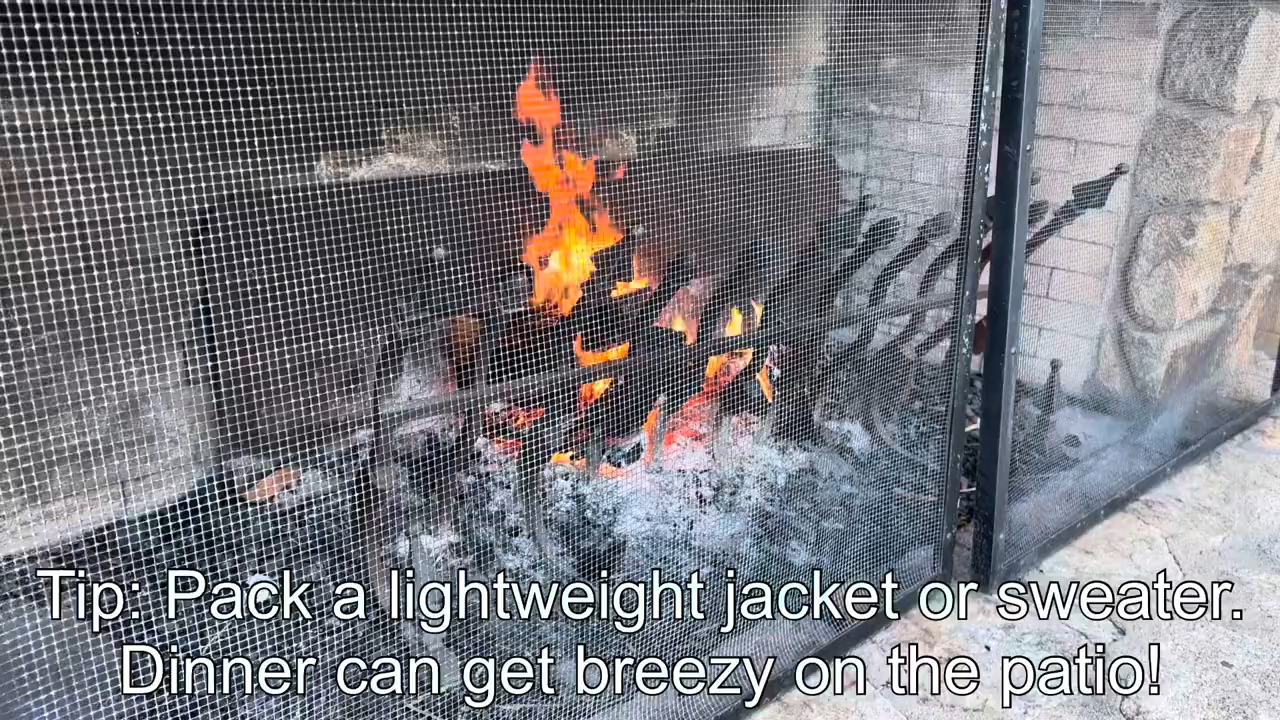 Tip: Pack a lightweight jacket or sweater.
Dinner can get breezy on the patio!